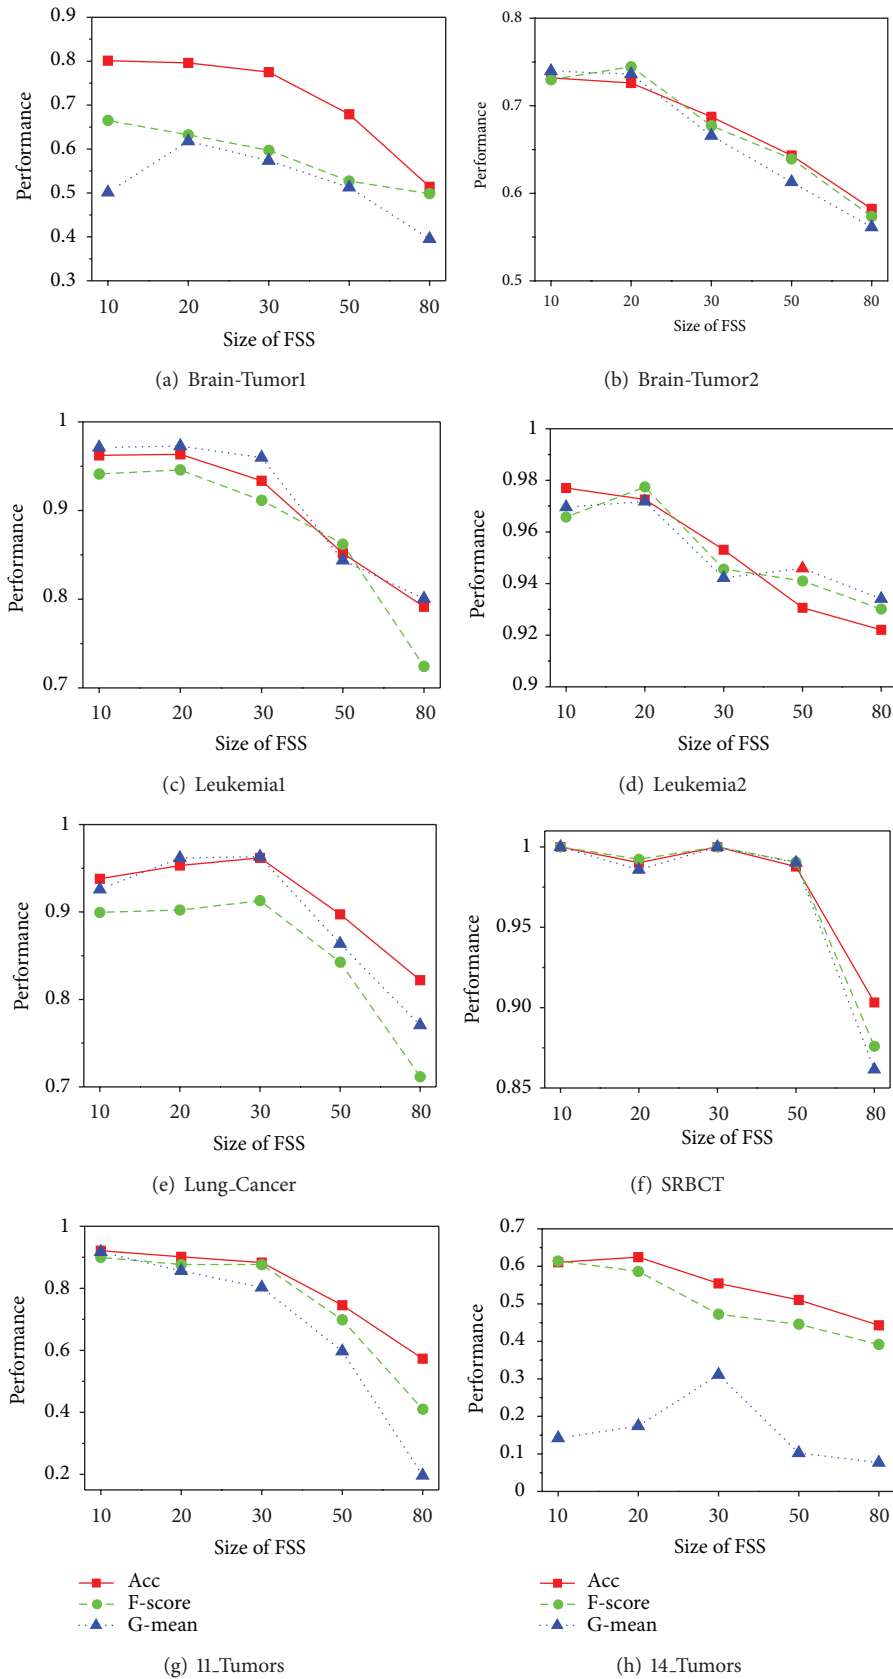 0.9
0.8
0.7
0.6
0.5
0.4
0.3
Performance
10 20 30 50 80
Size of FSS
(a) Brain-Tumor1
0.8
0.7
0.6
0.5
Performance
10 20 30 50 80
Size of FSS
(b) Brain-Tumor2
1
0.9
0.8
0.7
Performance
10 20 30 50 80
Size of FSS
(c) Leukemia1
1
0.98
0.96
0.94
0.92
0.9
Performance
10 20 30 50 80
Size of FSS
(d) Leukemia2
1
0.9
0.8
0.7
Performance
10 20 30 50 80
Size of FSS
(e) Lung_Cancer
1
0.95
0.90
0.85
Performance
10 20 30 50 80
Size of FSS
(f) SRBCT
1
0.8
0.6
0.4
0.2
Performance
10 20 30 50 80
Size of FSS
Acc
F-score
G-mean
(g) 11_Tumors
0.7
0.6
0.5
0.4
0.3
0.2
0.1
0
Performance
10 20 30 50 80
Size of FSS
Acc
F-score
G-mean
(h) 14_Tumors